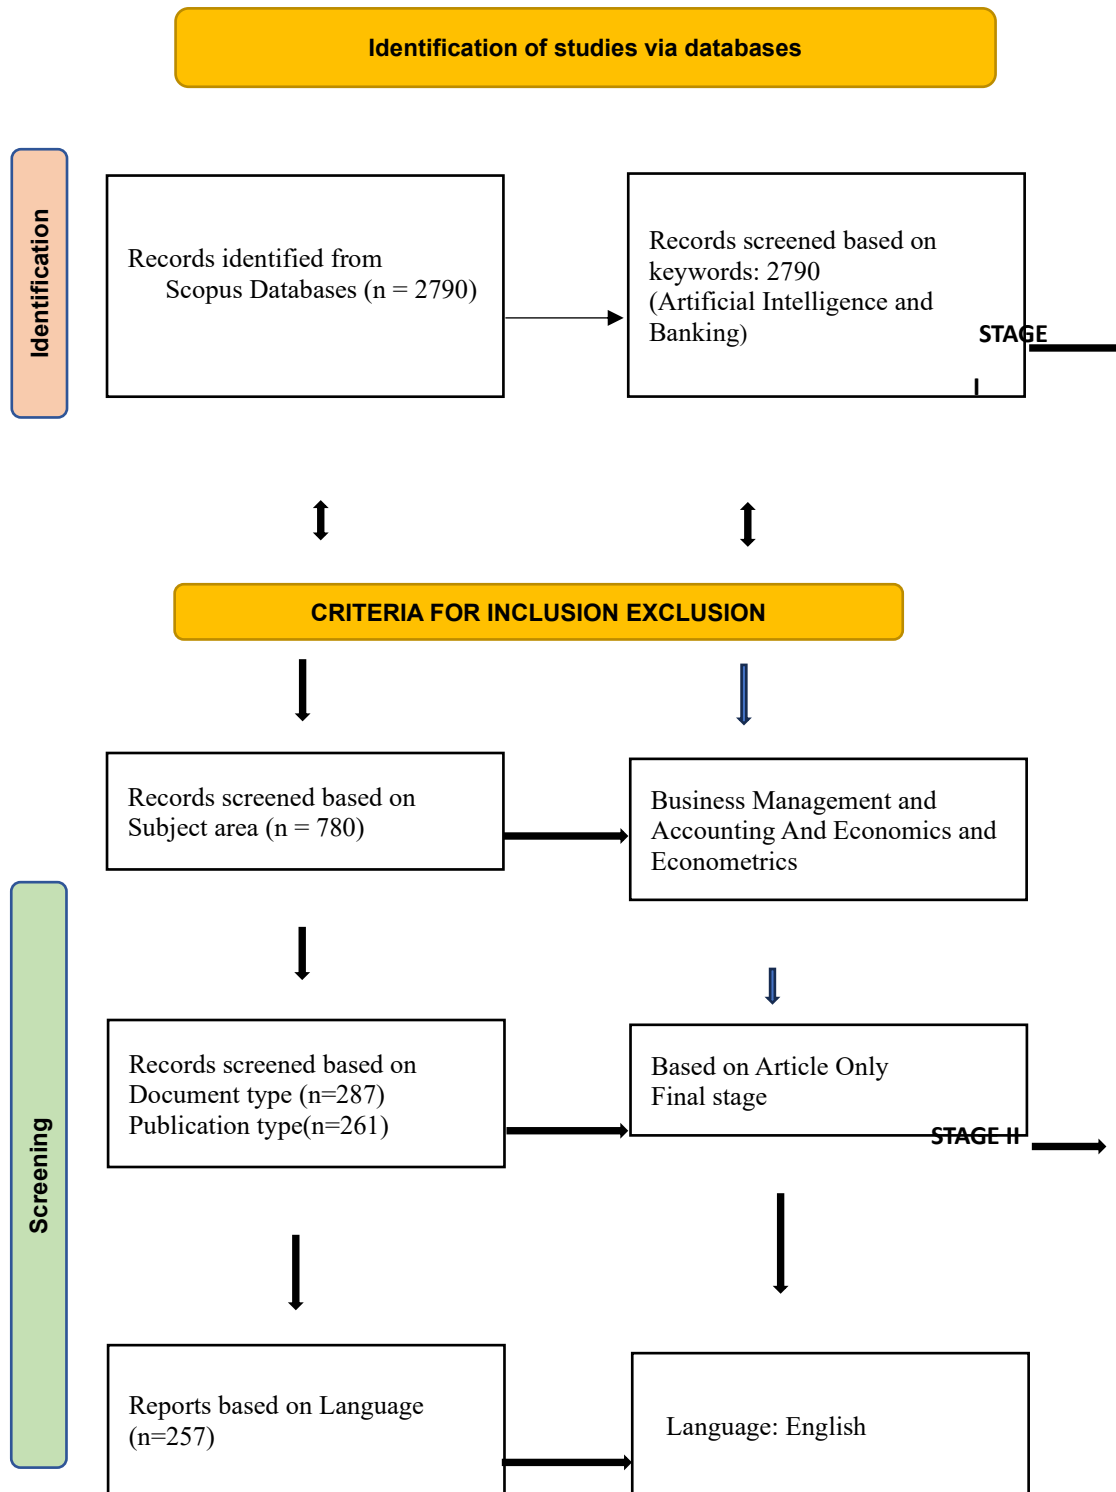 Identification of studies via databases
Identification
Records identified from
Scopus Databases (n = 2790)
Records screened based on
keywords: 2790
(Artificial Intelligence and
Banking)
STAGE
I
CRITERIA FOR INCLUSION EXCLUSION
Records screened based on
Subject area (n = 780)
Business Management and
Accounting And Economics and
Econometrics
Screening
Records screened based on
Document type (n=287)
Publication type(n=261)
Based on Article Only
Final stage
STAGE II
Reports based on Language
(n=257)
Language: English